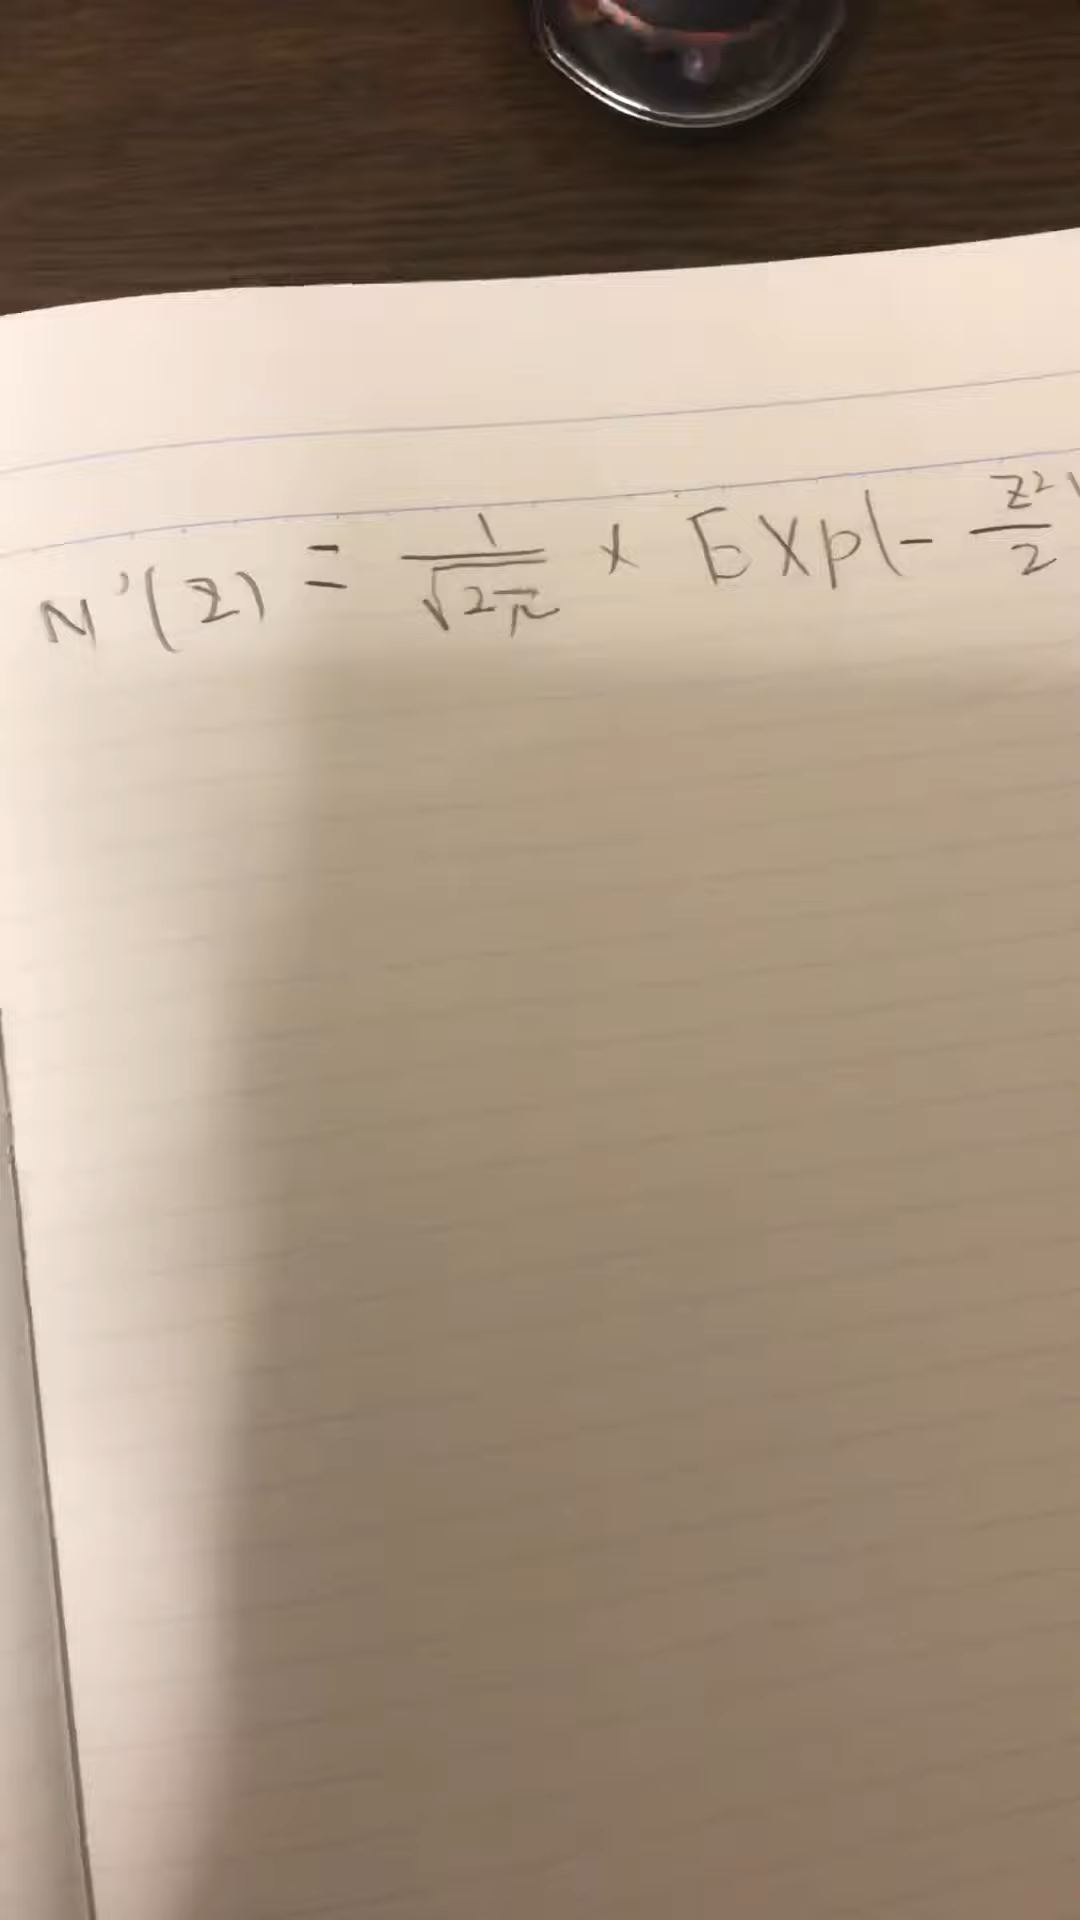 N'(z) = 1/√2π × Exp(- z²/2)